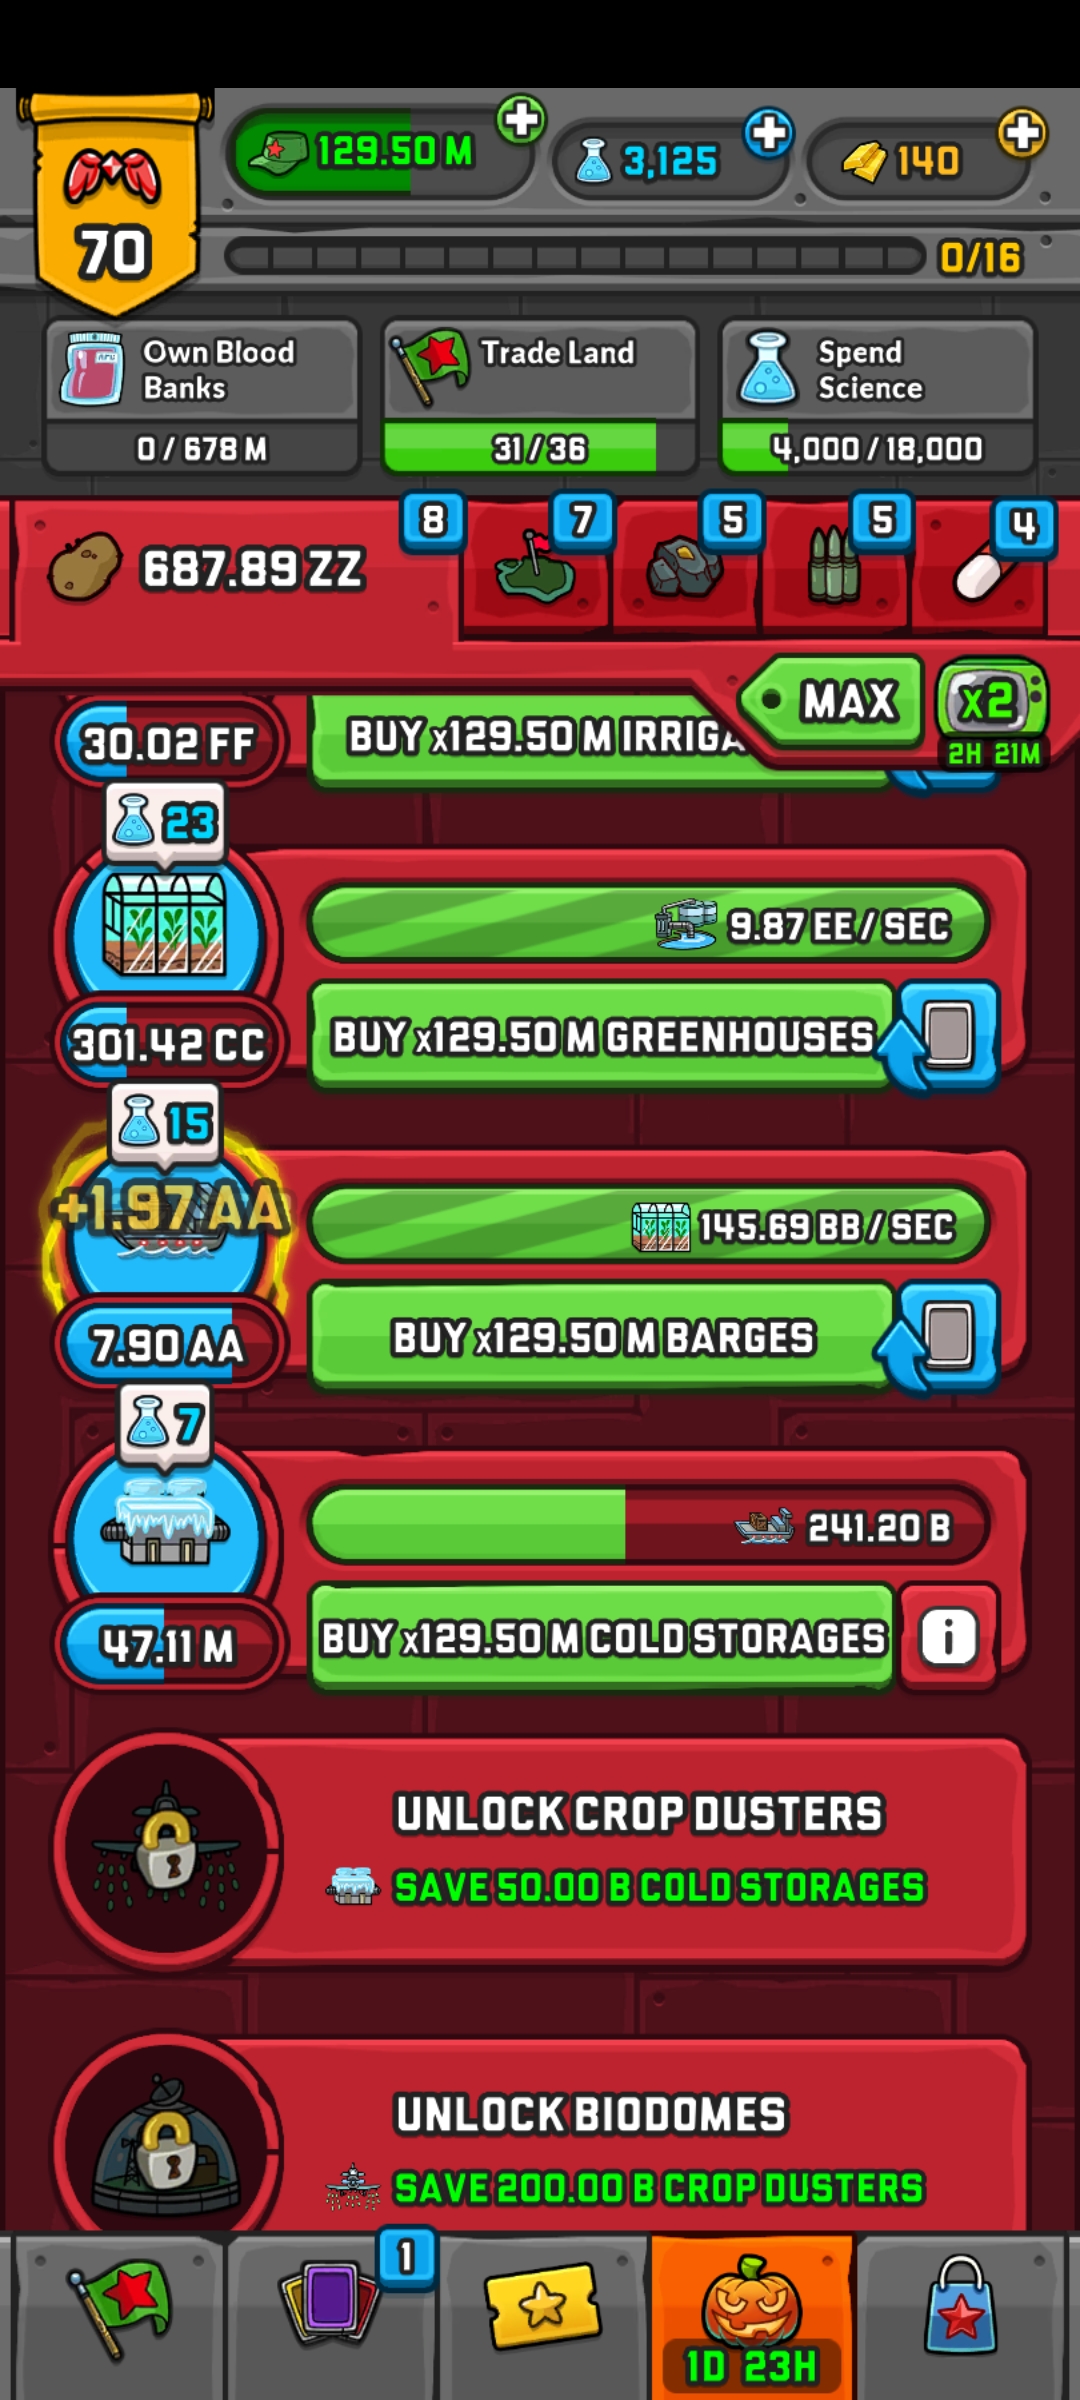 70
129.50 M
3,125
140
0/16
Own Blood
Banks
0 / 678 M
Trade Land
31 / 36
Spend
Science
4,000 / 18,000
687.89 ZZ
8
7
5
5
4
MAX
x2
2H 21M
30.02 FF
BUY x129.50 M IRRIGA
23
9.87 EE / SEC
301.42 CC
BUY x129.50 M GREENHOUSES
15
+1.97 AA
145.69 BB / SEC
7.90 AA
BUY x129.50 M BARGES
7
241.20 B
47.11 M
BUY x129.50 M COLD STORAGES
i
UNLOCK CROP DUSTERS
SAVE 50.00 B COLD STORAGES
UNLOCK BIODOMES
SAVE 200.00 B CROP DUSTERS
1
1D 23H